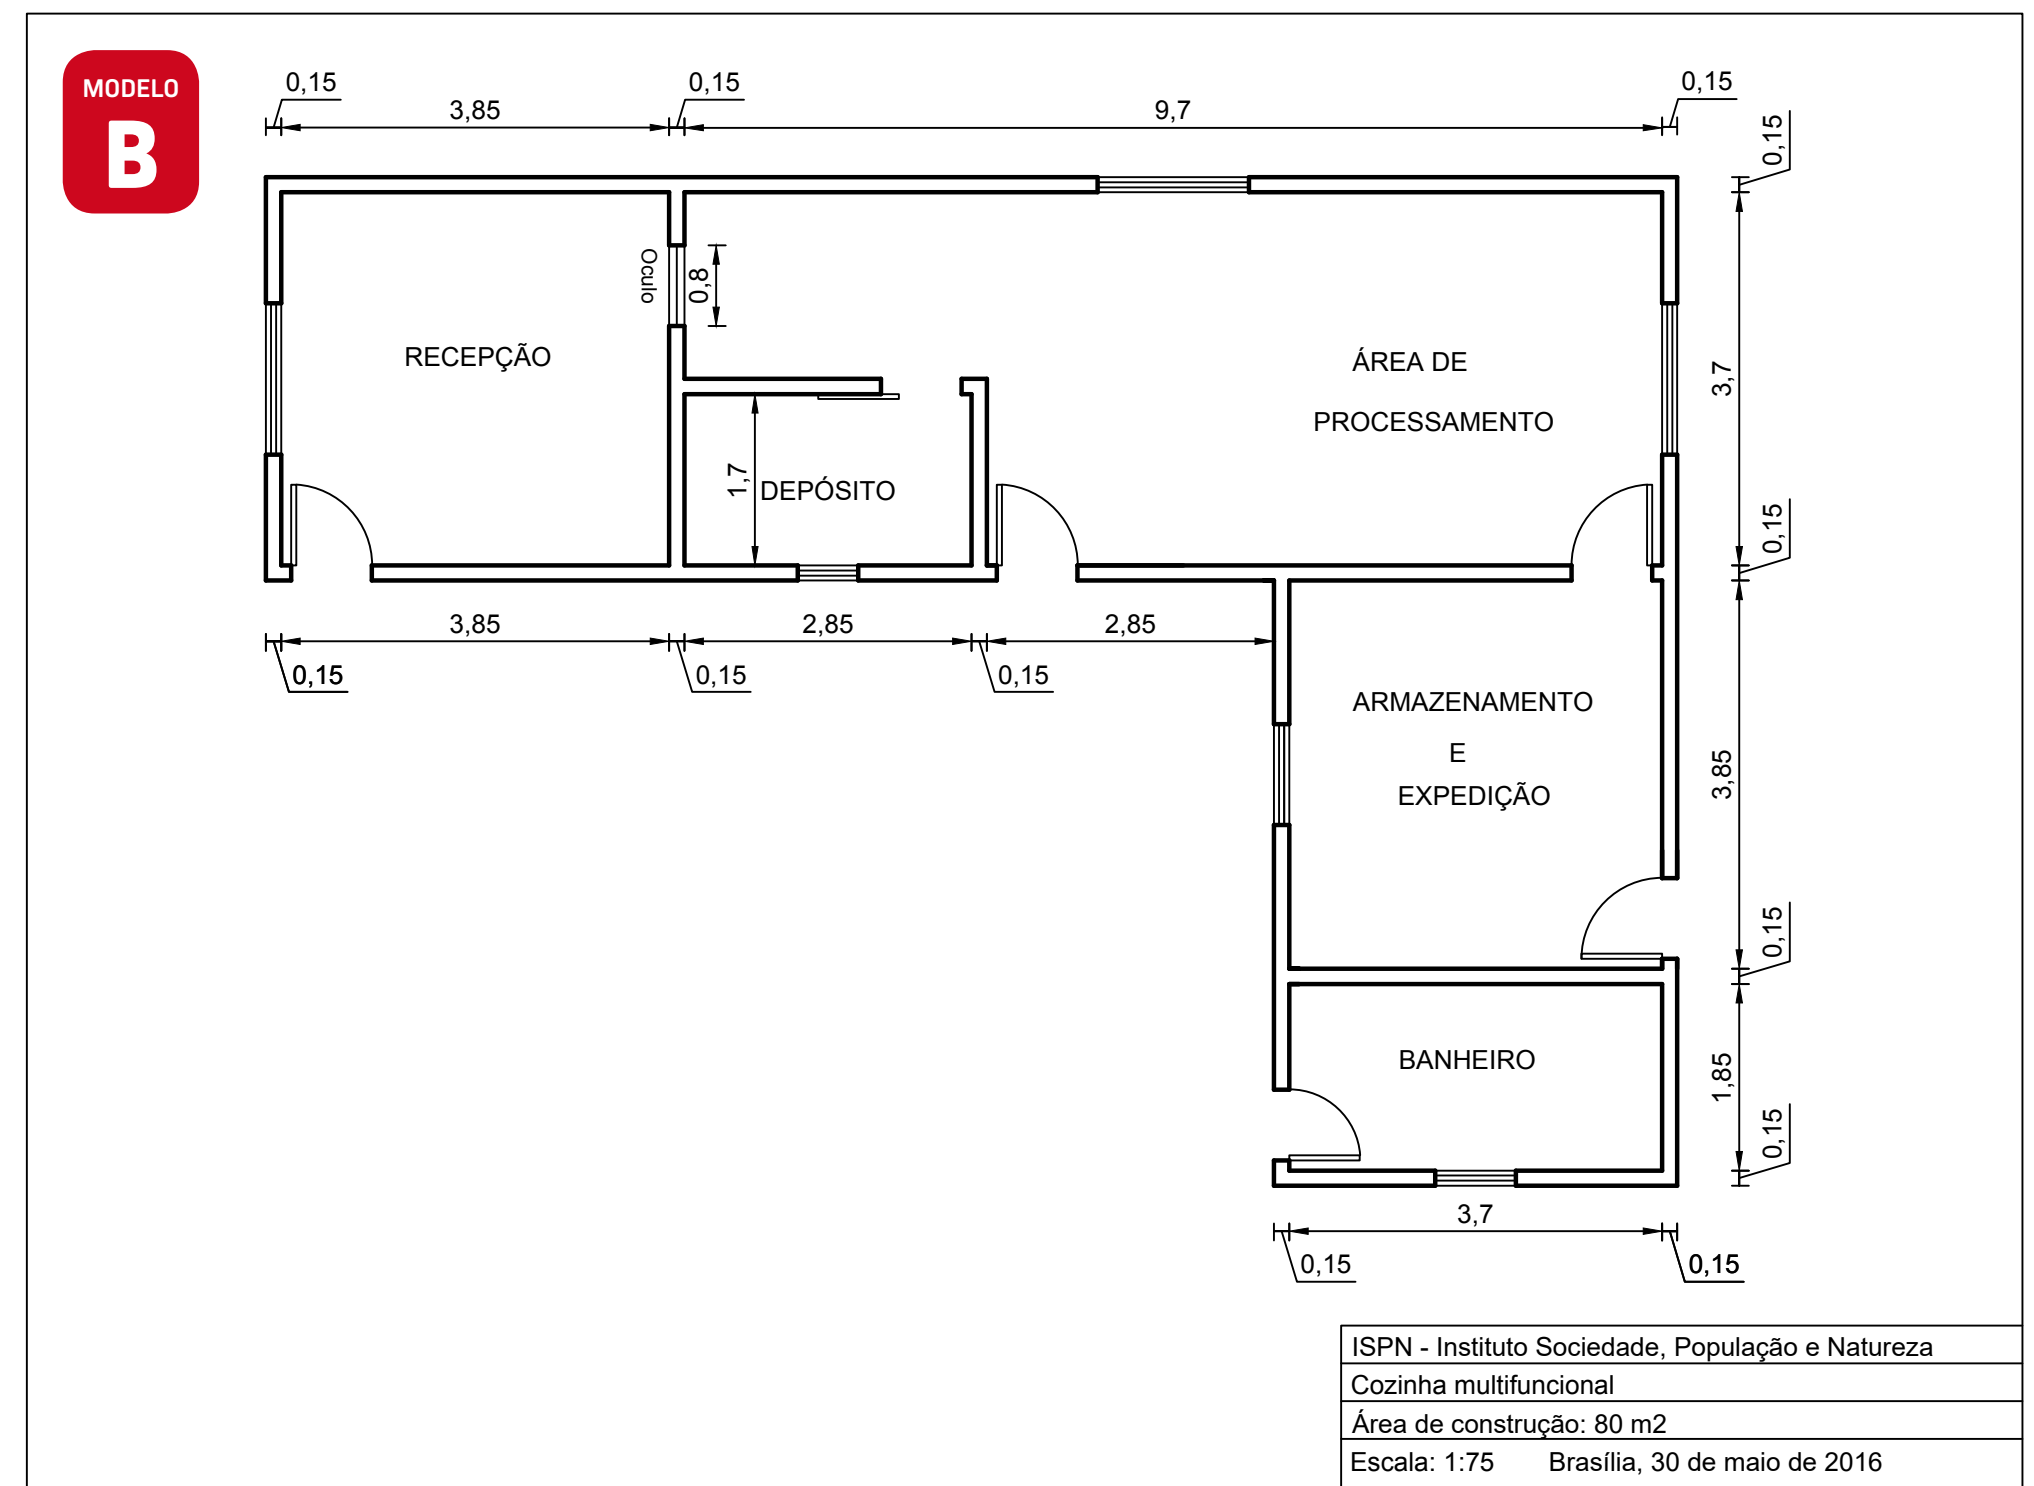 MODELO
B
0,15
3,85
0,15
9,7
0,15
0,15
Oculo
0,8
RECEPÇÃO
ÁREA DE
PROCESSAMENTO
3,7
1,7
DEPÓSITO
0,15
3,85
2,85
2,85
0,15
0,15
0,15
ARMAZENAMENTO
E
EXPEDIÇÃO
3,85
0,15
BANHEIRO
1,85
0,15
3,7
0,15
0,15
ISPN - Instituto Sociedade, População e Natureza
Cozinha multifuncional
Área de construção: 80 m2
Escala: 1:75 Brasília, 30 de maio de 2016